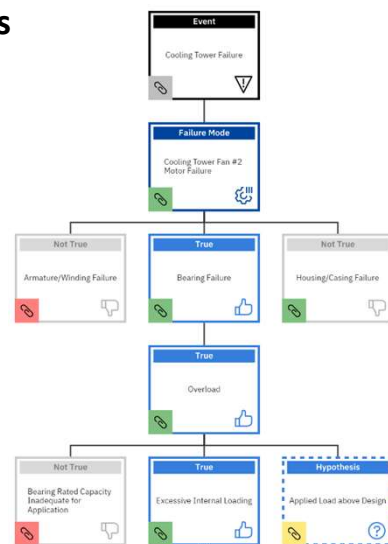 s
Event
Cooling Tower Failure
Failure Mode
Cooling Tower Fan #2
Motor Failure
Not True
Armature/Winding Failure
True
Bearing Failure
Not True
Housing/Casing Failure
True
Overload
Not True
Bearing Rated Capacity
Inadequate for
Application
True
Excessive Internal Loading
Hypothesis
Applied Load above Design